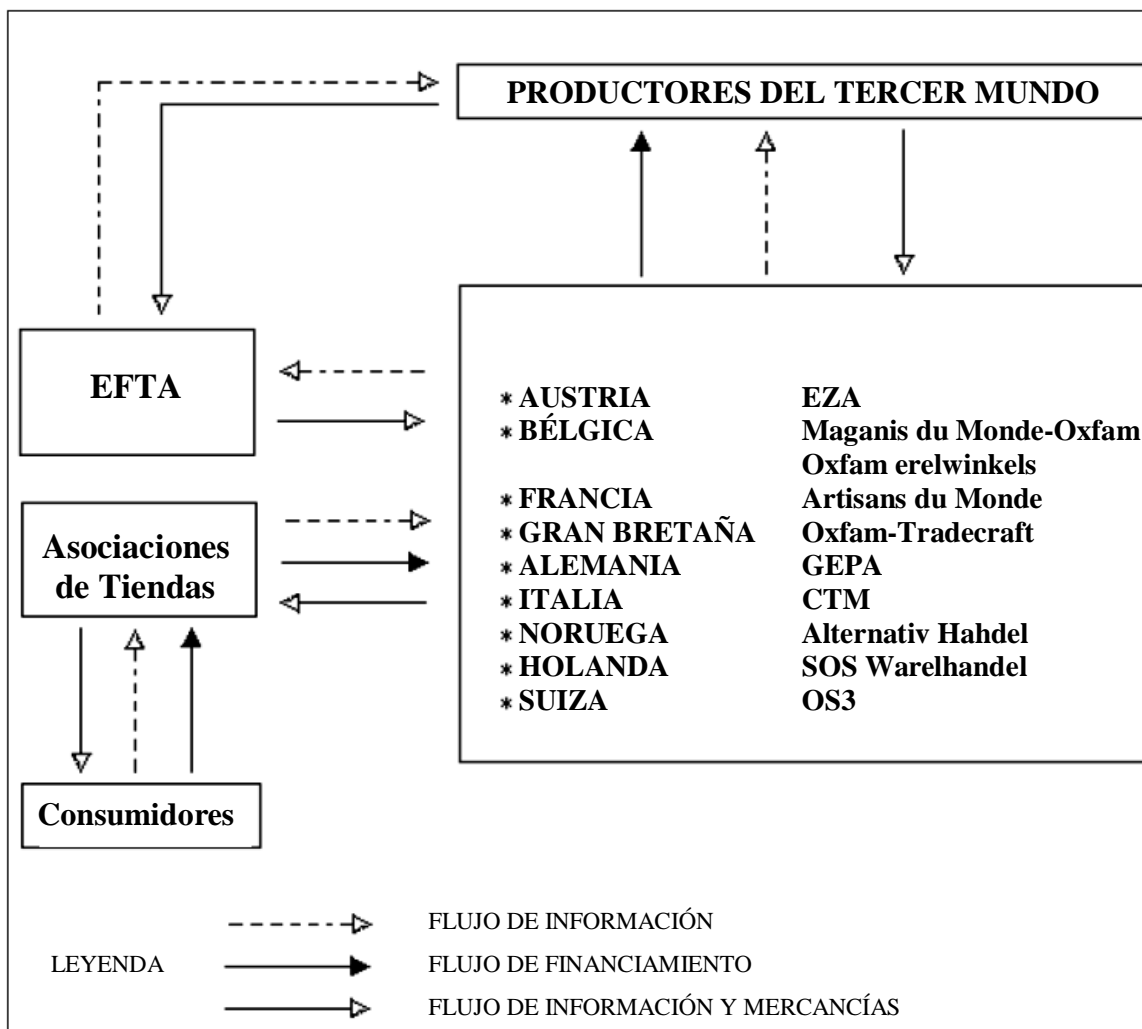 PRODUCTORES DEL TERCER MUNDO
EFTA
* AUSTRIA EZA
* BÉLGICA Maganis du Monde-Oxfam
Oxfam erelwinkels
* FRANCIA Artisans du Monde
* GRAN BRETAÑA Oxfam-Tradecraft
* ALEMANIA GEPA
* ITALIA CTM
* NORUEGA Alternativ Hahdel
* HOLANDA SOS Warelhandel
* SUIZA OS3
Asociaciones
de Tiendas
Consumidores
LEYENDA
FLUJO DE INFORMACIÓN
FLUJO DE FINANCIAMIENTO
FLUJO DE INFORMACIÓN Y MERCANCÍAS